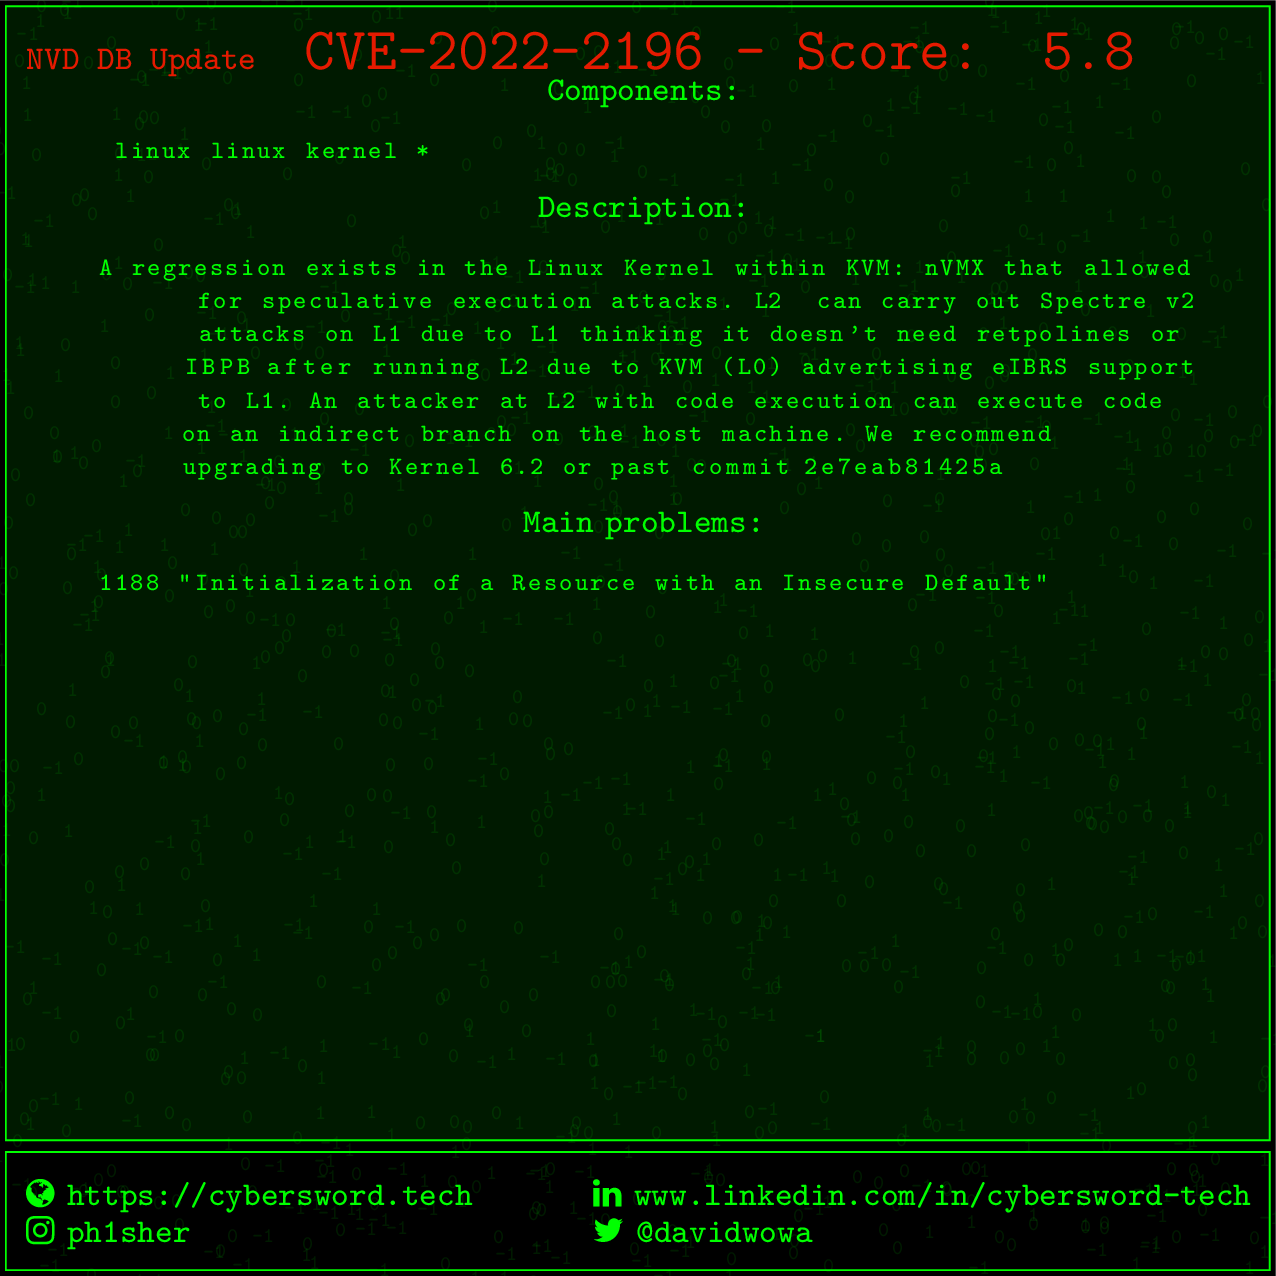 NVD DB Update CVE-2022-2196 - Score: 5.8
Components:
linux linux kernel *
Description:
A regression exists in the Linux Kernel within KVM: nVMX that allowed
for speculative execution attacks. L2 can carry out Spectre v2
attacks on L1 due to L1 thinking it doesn't need retpolines or
IBPB after running L2 due to KVM (L0) advertising eIBRS support
to L1. An attacker at L2 with code execution can execute code
on an indirect branch on the host machine. We recommend
upgrading to Kernel 6.2 or past commit 2e7eab81425a
Main problems:
1188 "Initialization of a Resource with an Insecure Default"
https://cybersword.tech
www.linkedin.com/in/cybersword-tech
ph1sher
@davidwowa